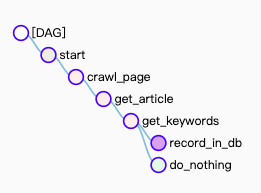 [DAG]
start
crawl_page
get_article
get_keywords
record_in_db
do_nothing